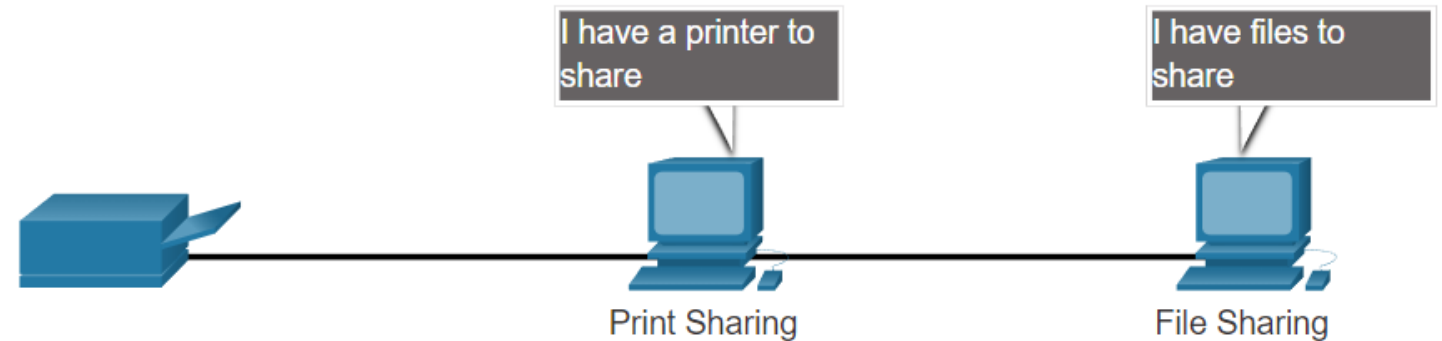 I have a printer to
share
I have files to
share
Print Sharing
File Sharing